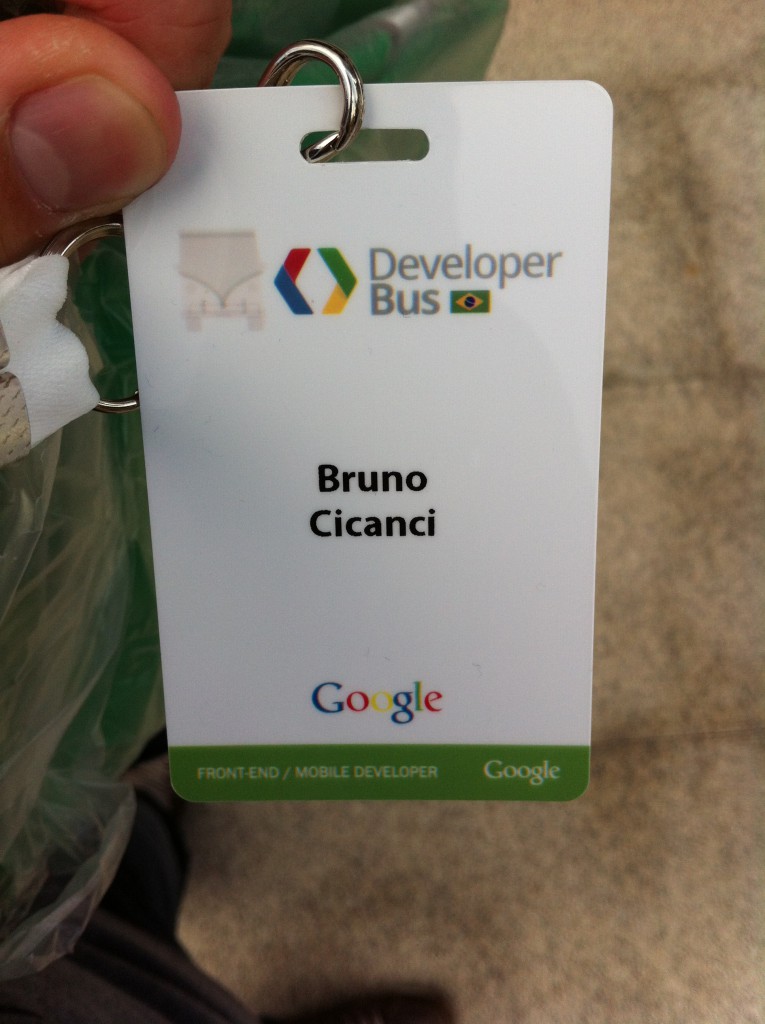 Developer
Bus
Bruno
Cicanci
Google
FRONT-END / MOBILE DEVELOPER Google